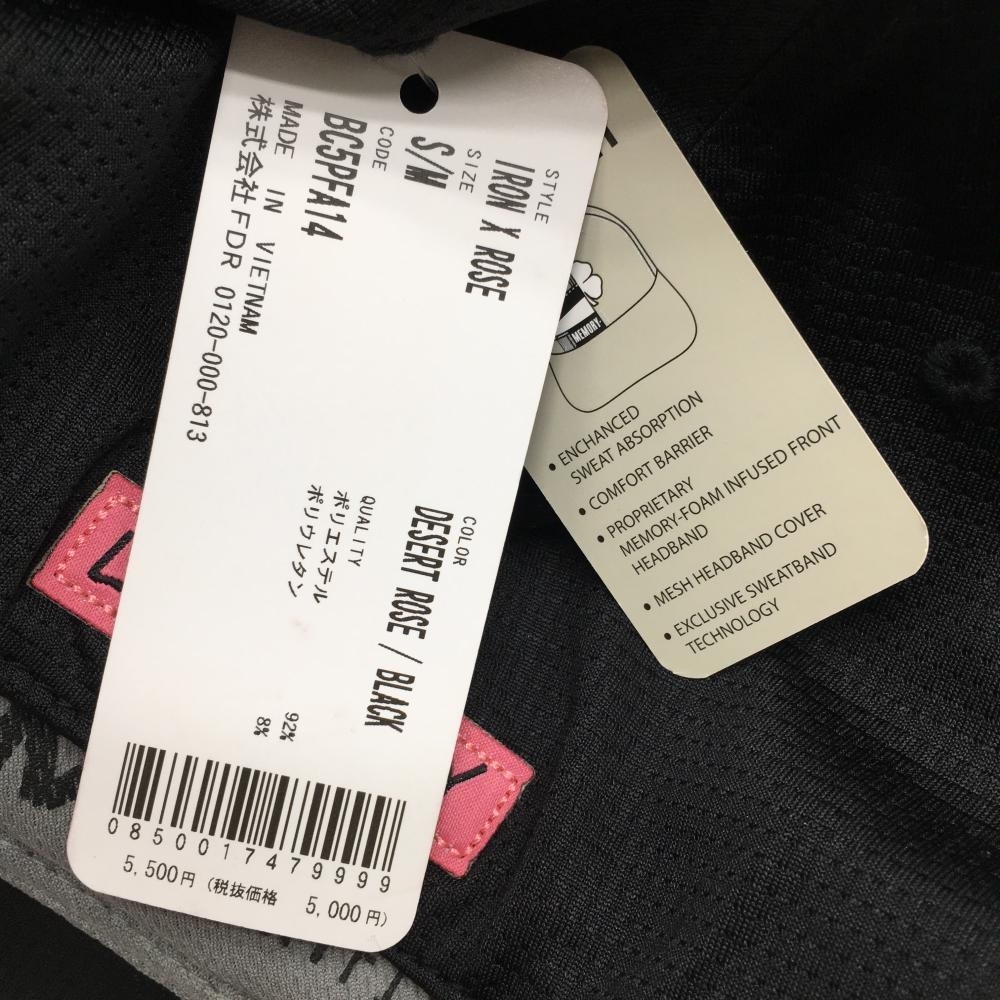 STYLE
IRON X ROSE
SIZE
S/M
CODE
BC5PFA14
MADE IN VIETNAM
株式会社FDR 0120-000-813
COLOR
DESERT ROSE / BLACK
QUALITY
ポリエステル 92%
ポリウレタン 8%
0850017479999
5,500円 (税抜価格 5,000円)
MEMORY-
• ENCHANCED
SWEAT ABSORPTION
• COMFORT BARRIER
• PROPRIETARY
MEMORY-FOAM INFUSED FRONT
HEADBAND
• MESH HEADBAND COVER
• EXCLUSIVE SWEATBAND
TECHNOLOGY